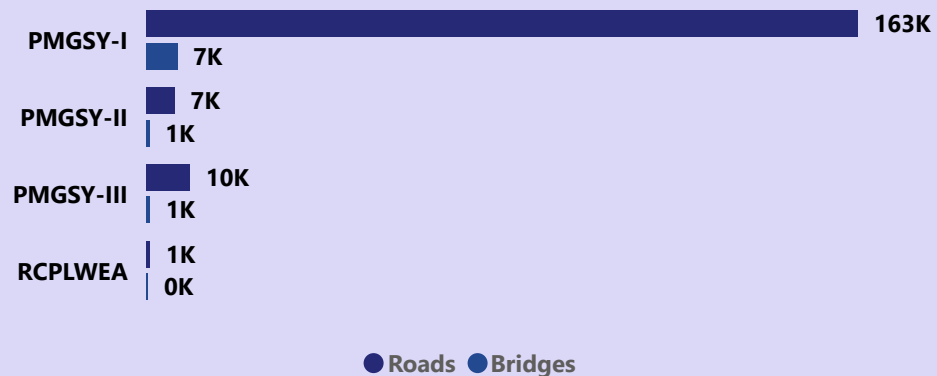 PMGSY-I
163K
7K
PMGSY-II
7K
1K
PMGSY-III
10K
1K
RCPLWEA
1K
0K
Roads Bridges